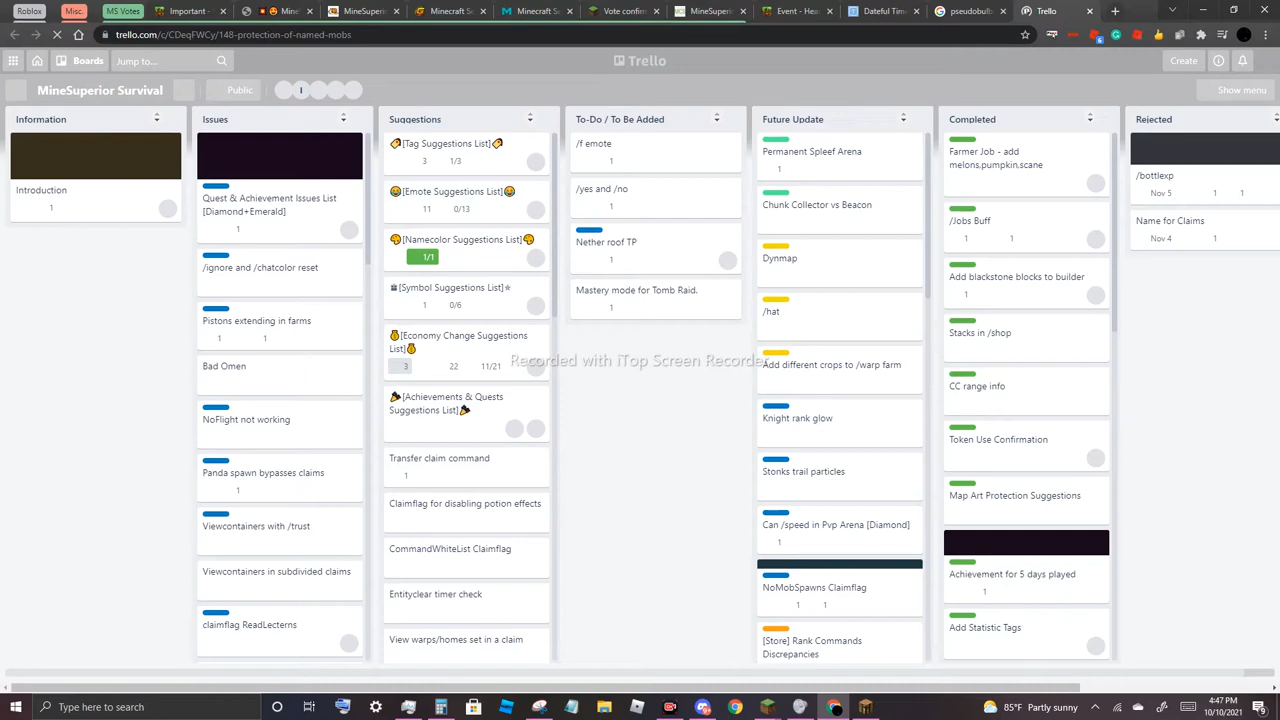 Roblox
Misc.
MS Votes
Important -
Mine
MineSuperio
Minecraft Se
Minecraft Su
Vote confirm
MineSuperio
Event - Hea
Dateful Time
pseudobulb
Trello
trello.com/c/CDeqFWCy/148-protection-of-named-mobs
Boards
Jump to...
Trello
Create
MineSuperior Survival
Public
I
Show menu
Information
Introduction
1
Issues
Quest & Achievement Issues List
[Diamond+Emerald]
1
/ignore and /chatcolor reset
Pistons extending in farms
1 1
Bad Omen
NoFlight not working
Panda spawn bypasses claims
1
Viewcontainers with /trust
Viewcontainers in subdivided claims
claimflag ReadLecterns
Suggestions
[Tag Suggestions List]
3 1/3
[Emote Suggestions List]
11 0/13
[Namecolor Suggestions List]
1/1
[Symbol Suggestions List]
1 0/6
[Economy Change Suggestions
List]
3 22 11/21
[Achievements & Quests
Suggestions List]
Transfer claim command
1
Claimflag for disabling potion effects
CommandWhiteList Claimflag
Entityclear timer check
View warps/homes set in a claim
To-Do / To Be Added
/f emote
1
/yes and /no
1
Nether roof TP
1
Mastery mode for Tomb Raid.
1
Future Update
Permanent Spleef Arena
1
Chunk Collector vs Beacon
Dynmap
/hat
Add different crops to /warp farm
Knight rank glow
Stonks trail particles
Can /speed in Pvp Arena [Diamond]
1
NoMobSpawns Claimflag
1 1
[Store] Rank Commands
Discrepancies
Completed
Farmer Job - add
melons,pumpkin,scane
/Jobs Buff
1 1
Add blackstone blocks to builder
1
Stacks in /shop
CC range info
Token Use Confirmation
Map Art Protection Suggestions
Achievement for 5 days played
1
Add Statistic Tags
Rejected
/bottlexp
Nov 5 1 1
Name for Claims
Nov 4 1
Recorded with iTop Screen Recorder
Type here to search
85°F Partly sunny
4:47 PM
10/10/2021